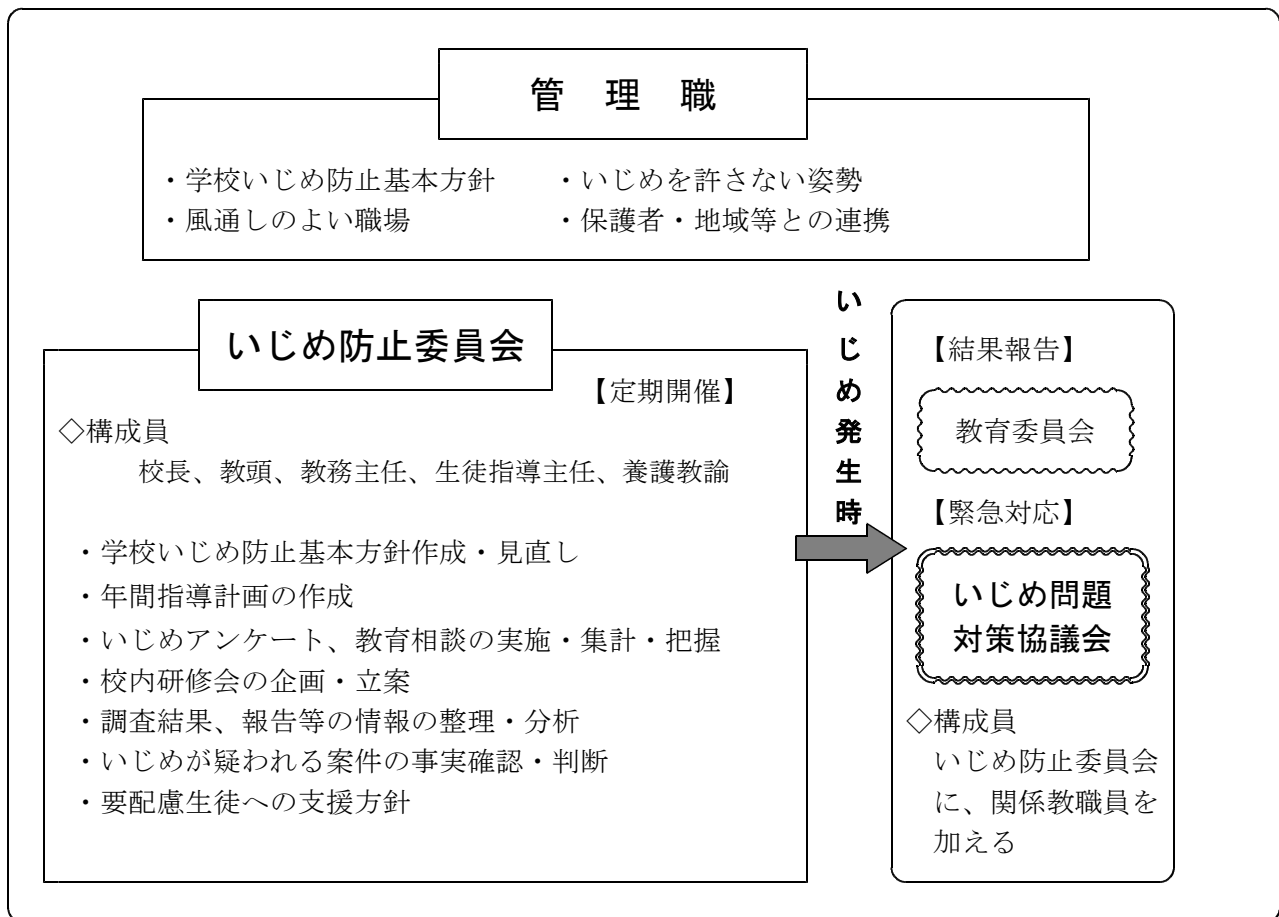 管　理　職
・学校いじめ防止基本方針　　・いじめを許さない姿勢
・風通しのよい職場　　　　　・保護者・地域等との連携
いじめ防止委員会
【定期開催】
◇構成員
校長、教頭、教務主任、生徒指導主任、養護教諭
・学校いじめ防止基本方針作成・見直し
・年間指導計画の作成
・いじめアンケート、教育相談の実施・集計・把握
・校内研修会の企画・立案
・調査結果、報告等の情報の整理・分析
・いじめが疑われる案件の事実確認・判断
・要配慮生徒への支援方針
いじめ発生時
【結果報告】
教育委員会
【緊急対応】
いじめ問題
対策協議会
◇構成員
いじめ防止委員会
に、関係教職員を
加える